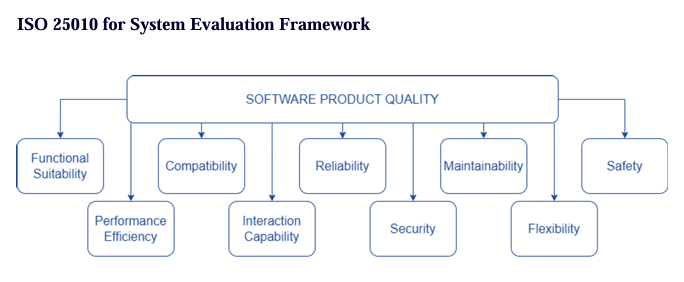 ISO 25010 for System Evaluation Framework
SOFTWARE PRODUCT QUALITY
Functional
Suitability
Compatibility
Reliability
Maintainability
Safety
Performance
Efficiency
Interaction
Capability
Security
Flexibility